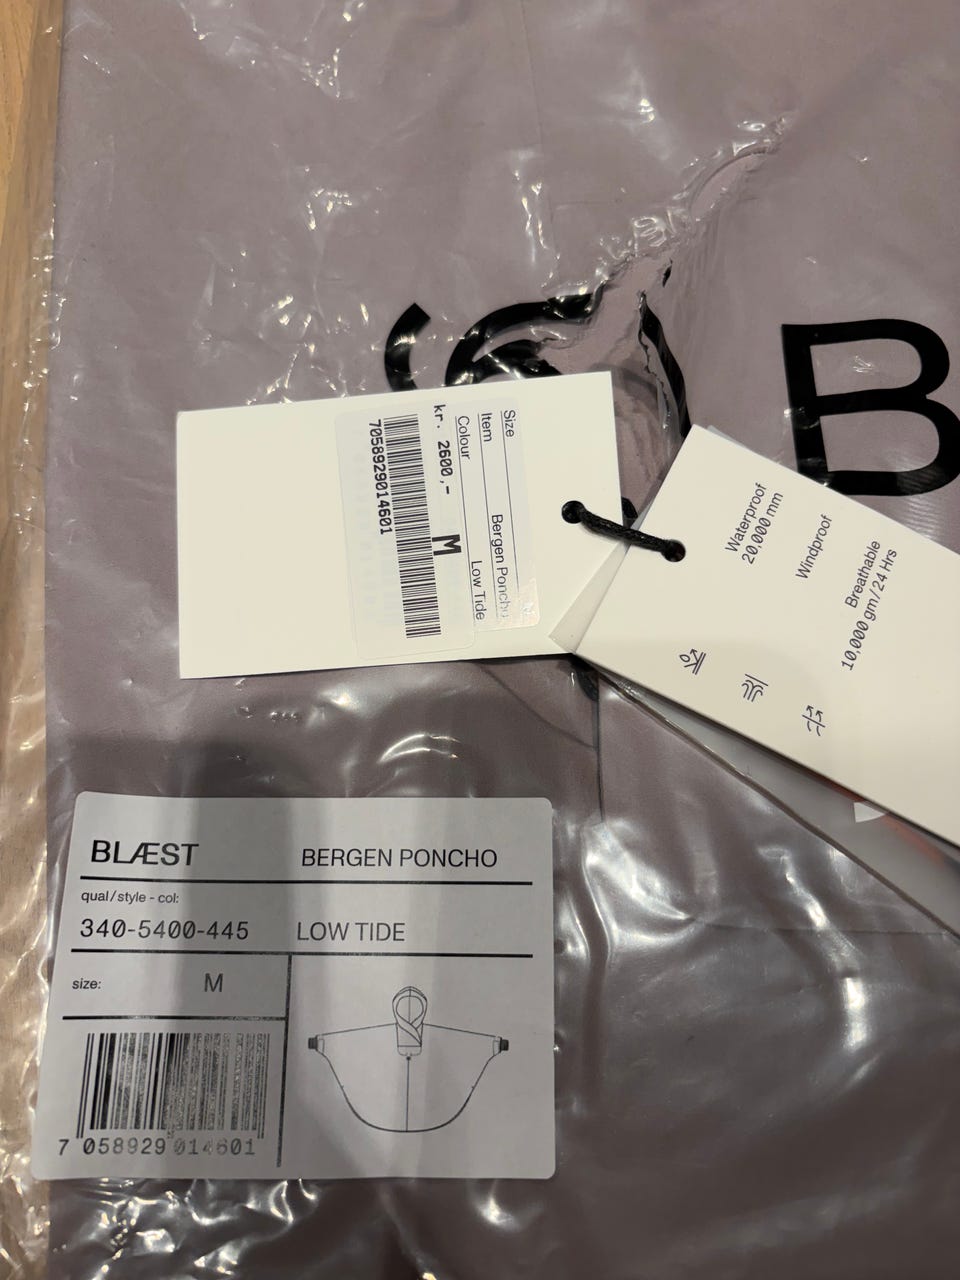 B
Size
Item Bergen Poncho
Colour Low Tide
kr. 2600,-
M
7058929014601
Waterproof
20,000 mm
Windproof
Breathable
10,000 gm/24 Hrs
BLÆST BERGEN PONCHO
qual/style - col:
340-5400-445 LOW TIDE
size: M
7 058929 014601